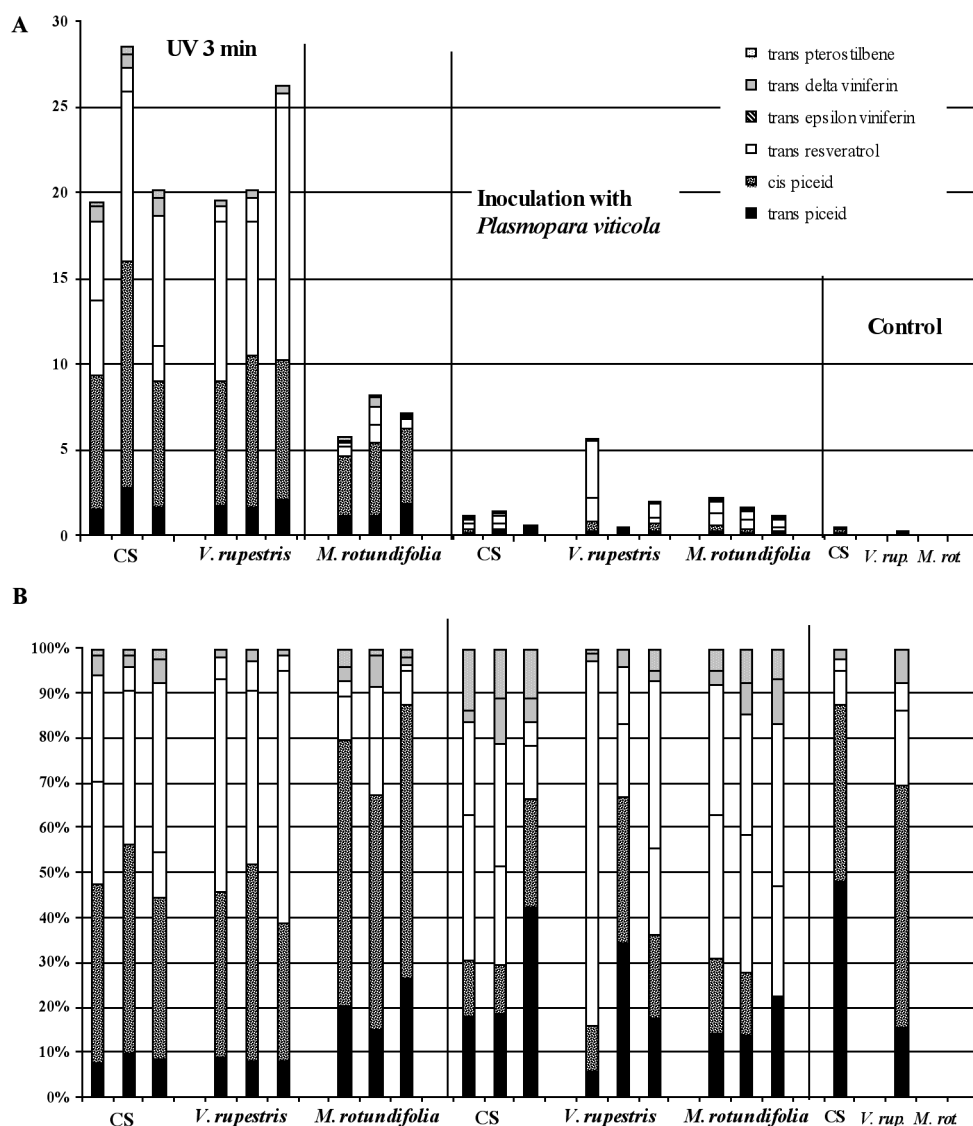 A
UV 3 min
30
25
20
15
10
5
0
trans pterostilbene
trans delta viniferin
trans epsilon viniferin
trans resveratrol
cis piceid
trans piceid
Inoculation with
Plasmopara viticola
Control
CS V. rupestris M. rotundifolia CS V. rupestris M. rotundifolia CS V. rup. M. rot.
B
100%
90%
80%
70%
60%
50%
40%
30%
20%
10%
0%
CS V. rupestris M. rotundifolia CS V. rupestris M. rotundifolia CS V. rup. M. rot.